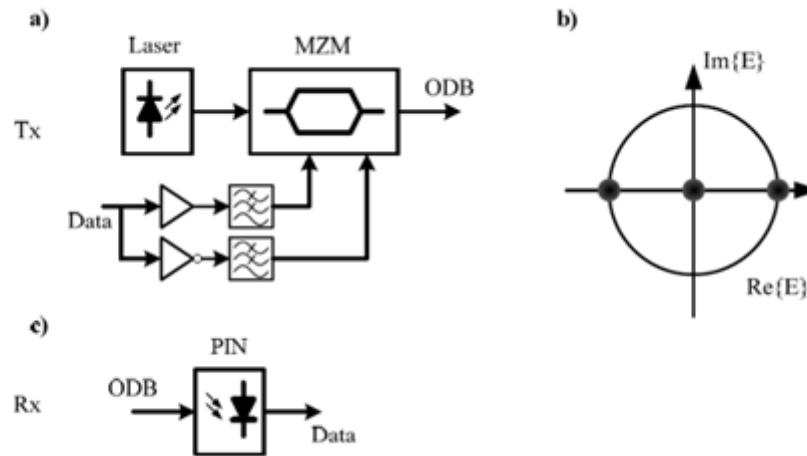 a)
Laser
MZM
ODB
Tx
Data
b)
Im{E}
Re{E}
c)
PIN
ODB
Rx
Data